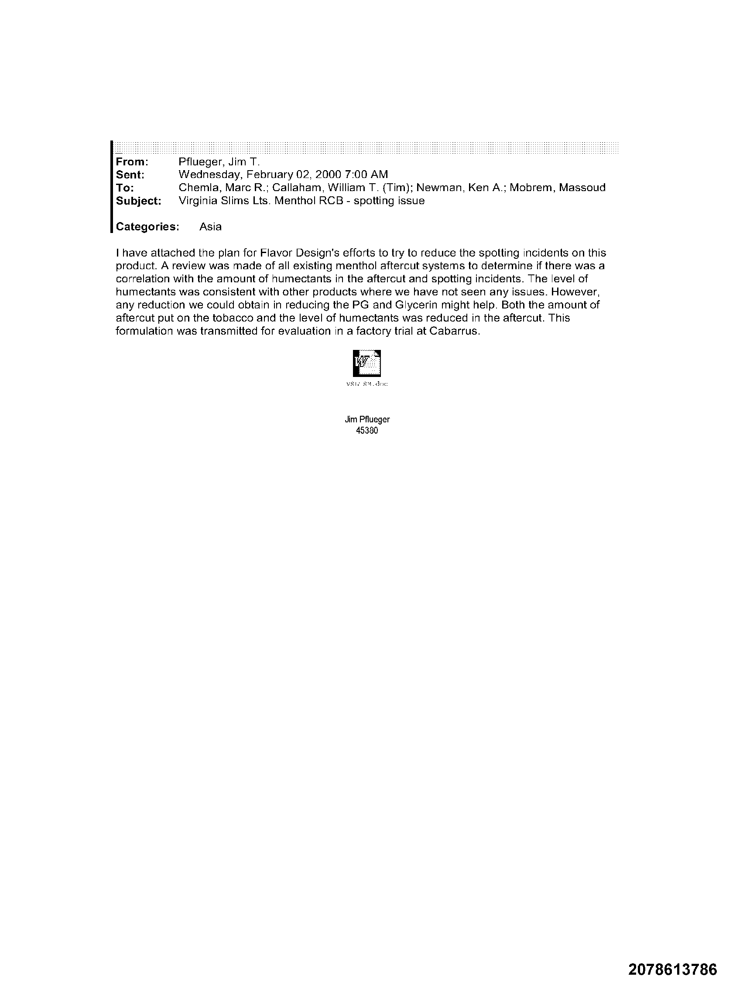 From: Pflueger, Jim T.
Sent: Wednesday, February 02, 2000 7:00 AM
To: Chemla, Marc R.; Callaham, William T. (Tim); Newman, Ken A.; Mobrem, Massoud
Subject: Virginia Slims Lts. Menthol RCB - spotting issue
Categories: Asia
I have attached the plan for Flavor Design's efforts to try to reduce the spotting incidents on this
product. A review was made of all existing menthol aftercut systems to determine if there was a
correlation with the amount of humectants in the aftercut and spotting incidents. The level of
humectants was consistent with other products where we have not seen any issues. However,
any reduction we could obtain in reducing the PG and Glycerin might help. Both the amount of
aftercut put on the tobacco and the level of humectants was reduced in the aftercut. This
formulation was transmitted for evaluation in a factory trial at Cabarrus.
Jim Pflueger
45380
2078613786